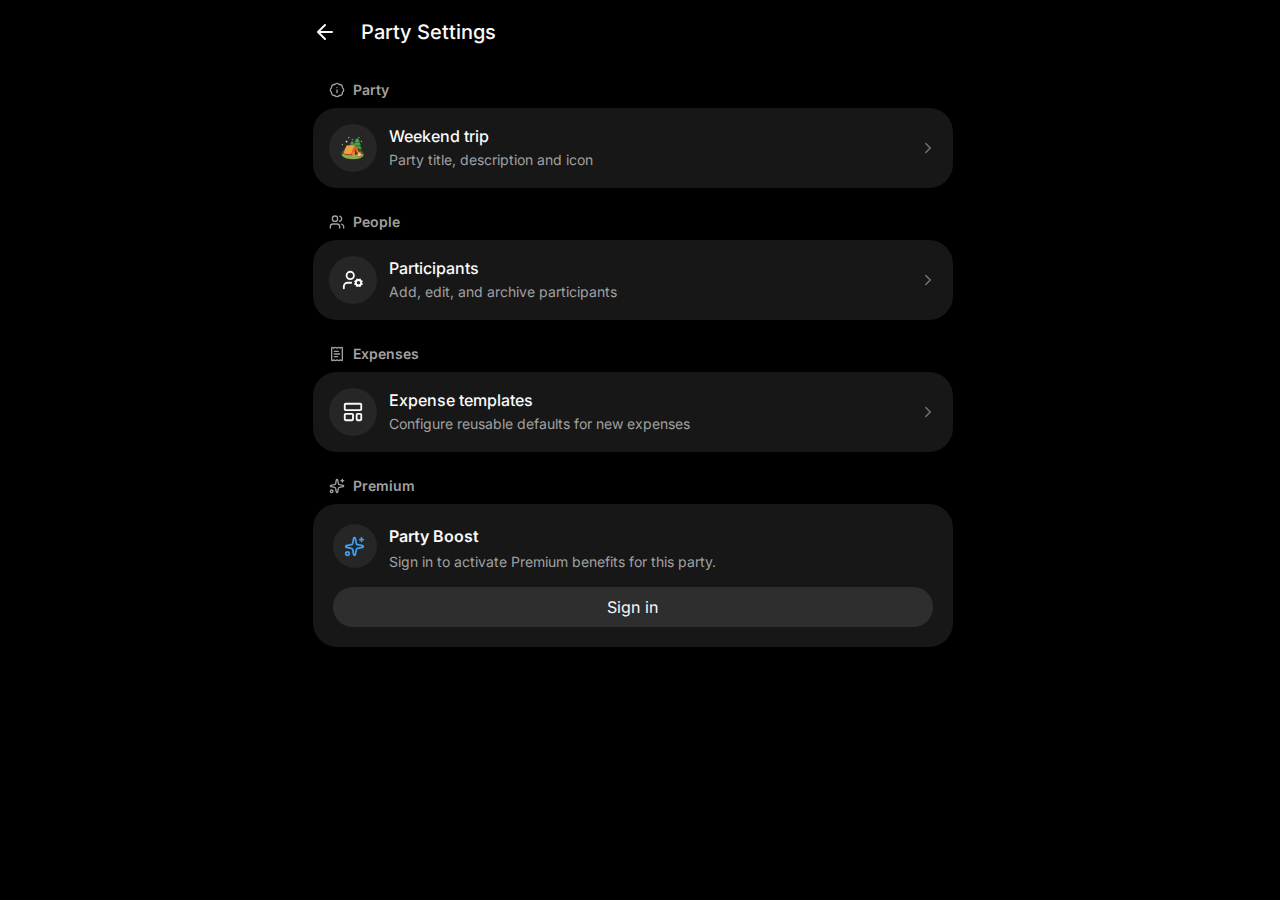 Party Settings
Party
Weekend trip
Party title, description and icon
People
Participants
Add, edit, and archive participants
Expenses
Expense templates
Configure reusable defaults for new expenses
Premium
Party Boost
Sign in to activate Premium benefits for this party.
Sign in